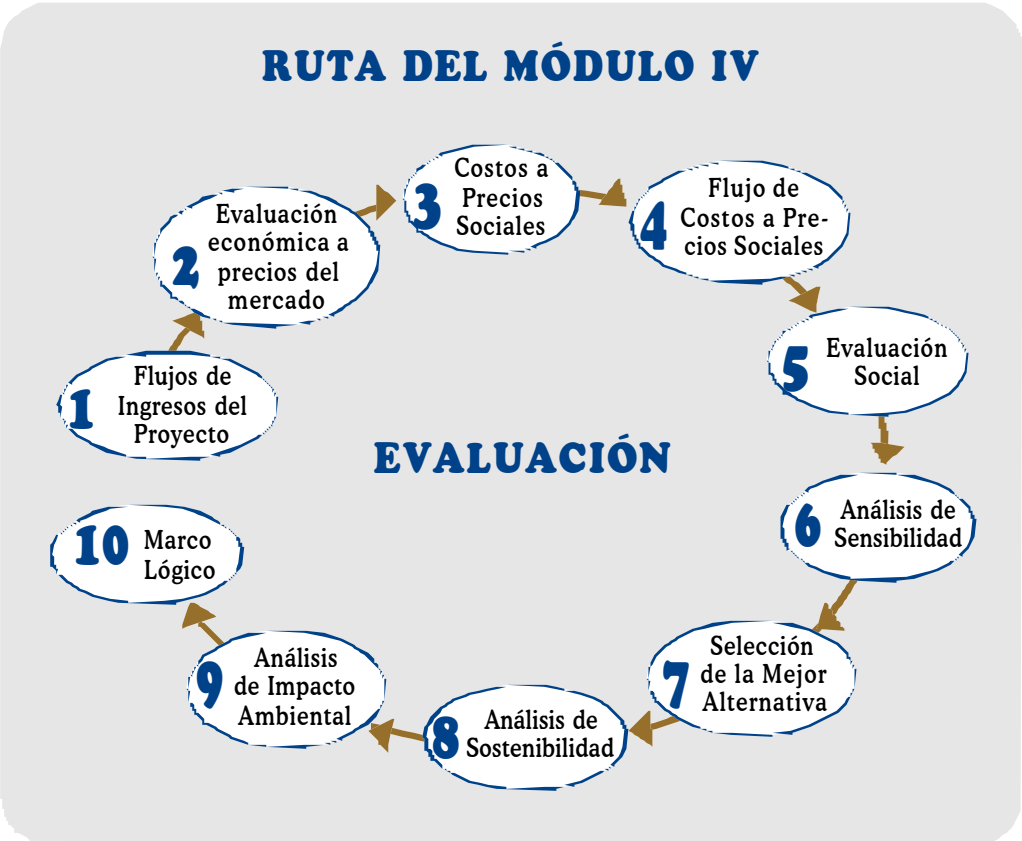 RUTA DEL MÓDULO IV
1
Flujos de
Ingresos del
Proyecto
2
Evaluación
económica a
precios del
mercado
3
Costos a
Precios
Sociales
4
Flujo de
Costos a Pre-
cios Sociales
5
Evaluación
Social
EVALUACIÓN
6
Análisis de
Sensibilidad
7
Selección
de la Mejor
Alternativa
8
Análisis de
Sostenibilidad
9
Análisis
de Impacto
Ambiental
10
Marco
Lógico